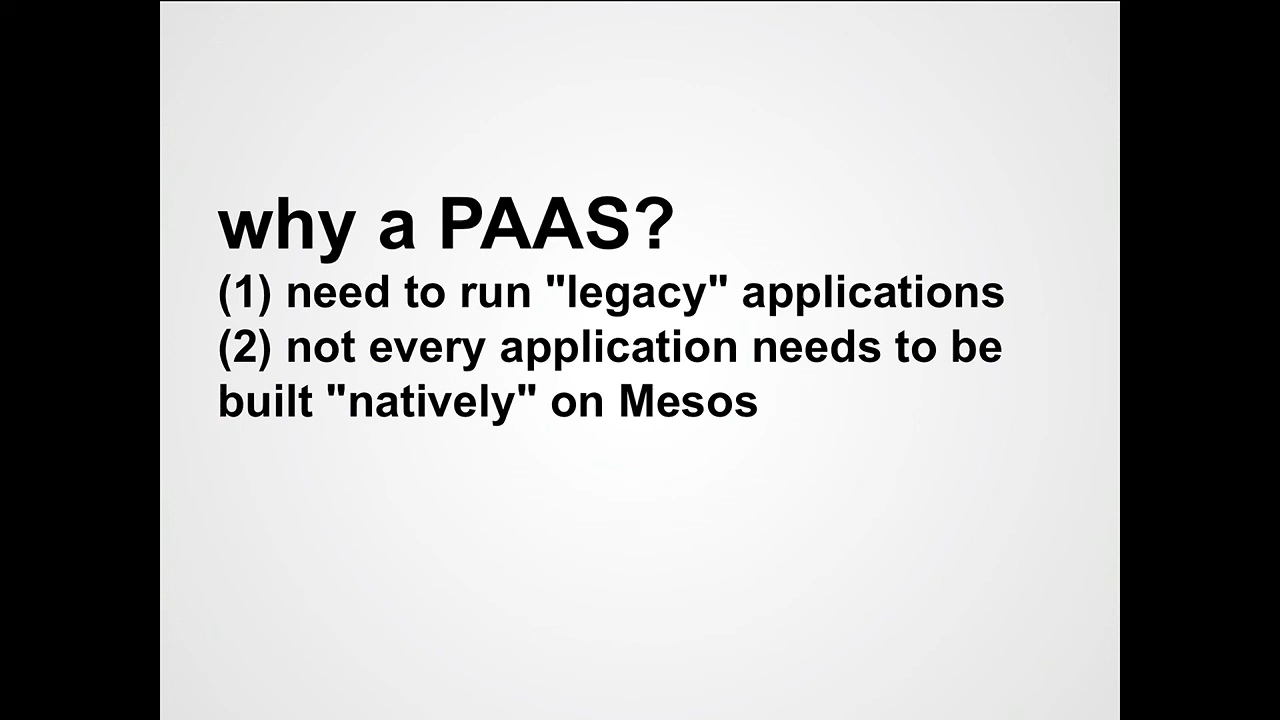 why a PAAS?
(1) need to run "legacy" applications
(2) not every application needs to be
built "natively" on Mesos